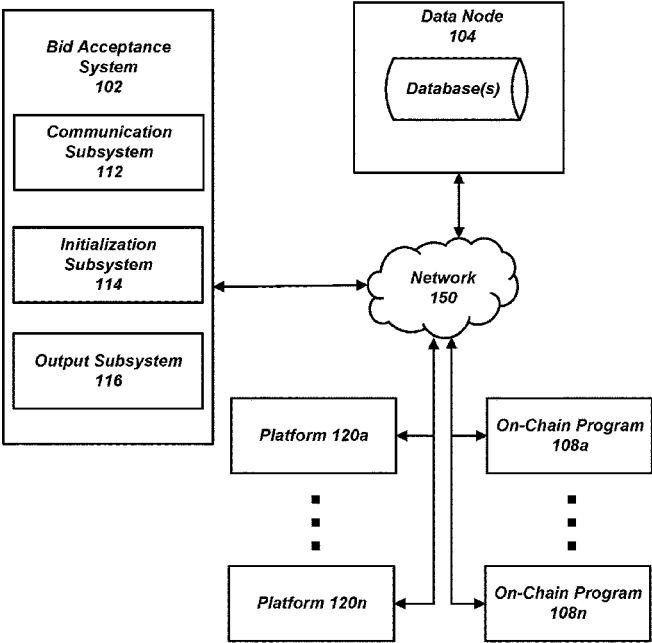 Bid Acceptance
System
102
Communication
Subsystem
112
Initialization
Subsystem
114
Output Subsystem
116
Data Node
104
Database(s)
Network
150
Platform 120a
On-Chain Program
108a
Platform 120n
On-Chain Program
108n